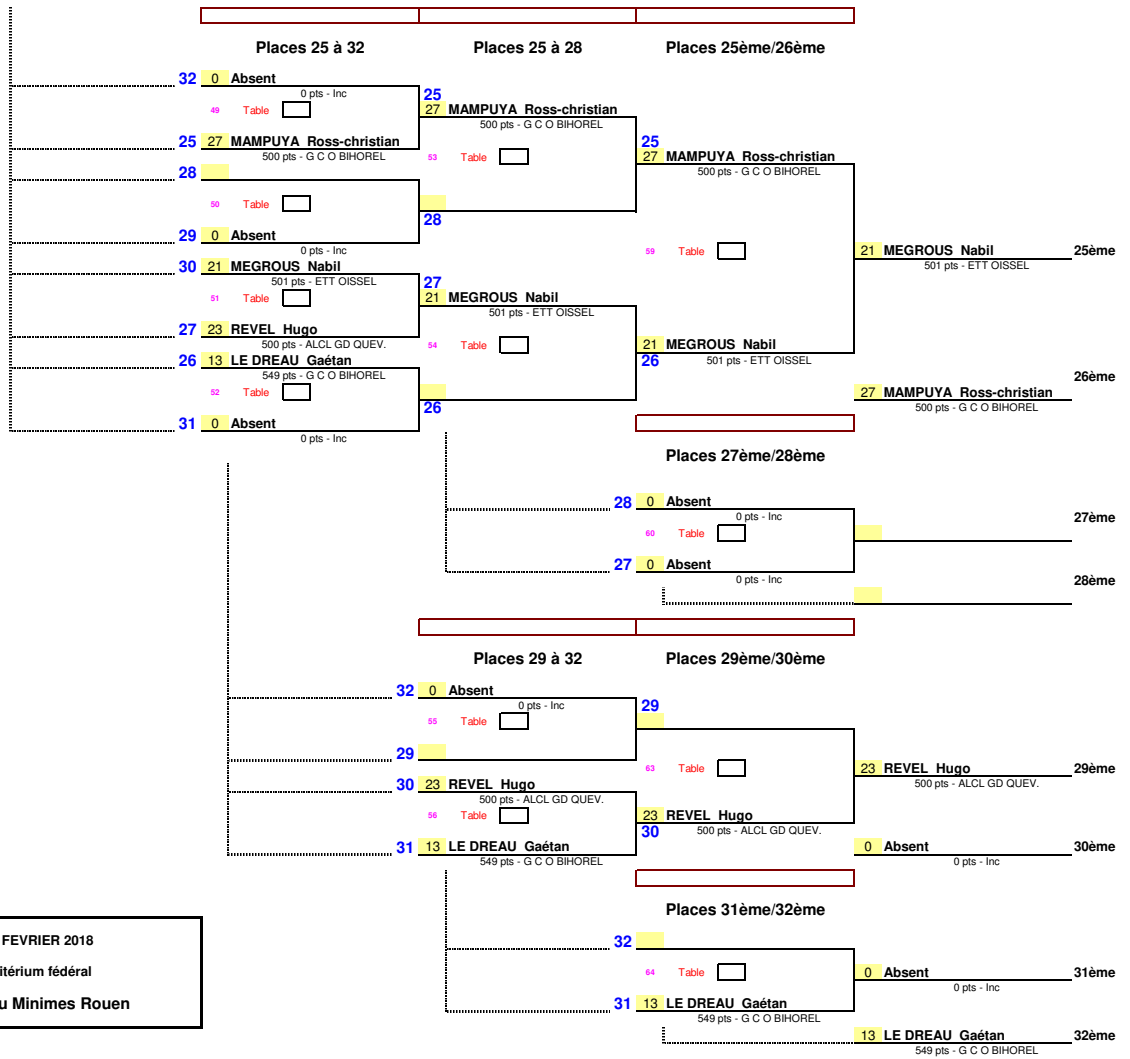 Places 25 à 32
Places 25 à 28
Places 25ème/26ème
32 0 Absent
0 pts - Inc
49 Table
25 27 MAMPUYA Ross-christian
500 pts - G C O BIHOREL
28
50 Table
29 0 Absent
0 pts - Inc
30 21 MEGROUS Nabil
501 pts - ETT OISSEL
51 Table
27 23 REVEL Hugo
500 pts - ALCL GD QUEV.
26 13 LE DREAU Gaétan
549 pts - G C O BIHOREL
52 Table
31 0 Absent
0 pts - Inc
25
27 MAMPUYA Ross-christian
500 pts - G C O BIHOREL
53 Table
28
27
21 MEGROUS Nabil
501 pts - ETT OISSEL
54 Table
26
25
27 MAMPUYA Ross-christian
500 pts - G C O BIHOREL
59 Table
21 MEGROUS Nabil
26 501 pts - ETT OISSEL
21 MEGROUS Nabil 25ème
501 pts - ETT OISSEL
26ème
27 MAMPUYA Ross-christian
500 pts - G C O BIHOREL
Places 27ème/28ème
28 0 Absent
0 pts - Inc
60 Table
27 0 Absent
0 pts - Inc
27ème
28ème
Places 29 à 32
Places 29ème/30ème
32 0 Absent
0 pts - Inc
55 Table
29
30 23 REVEL Hugo
500 pts - ALCL GD QUEV.
56 Table
31 13 LE DREAU Gaétan
549 pts - G C O BIHOREL
29
63 Table
23 REVEL Hugo
30 500 pts - ALCL GD QUEV.
23 REVEL Hugo 29ème
500 pts - ALCL GD QUEV.
0 Absent 30ème
0 pts - Inc
Places 31ème/32ème
32
64 Table
31 13 LE DREAU Gaétan
549 pts - G C O BIHOREL
0 Absent 31ème
0 pts - Inc
13 LE DREAU Gaétan 32ème
549 pts - G C O BIHOREL
FEVRIER 2018
itérium fédéral
u Minimes Rouen